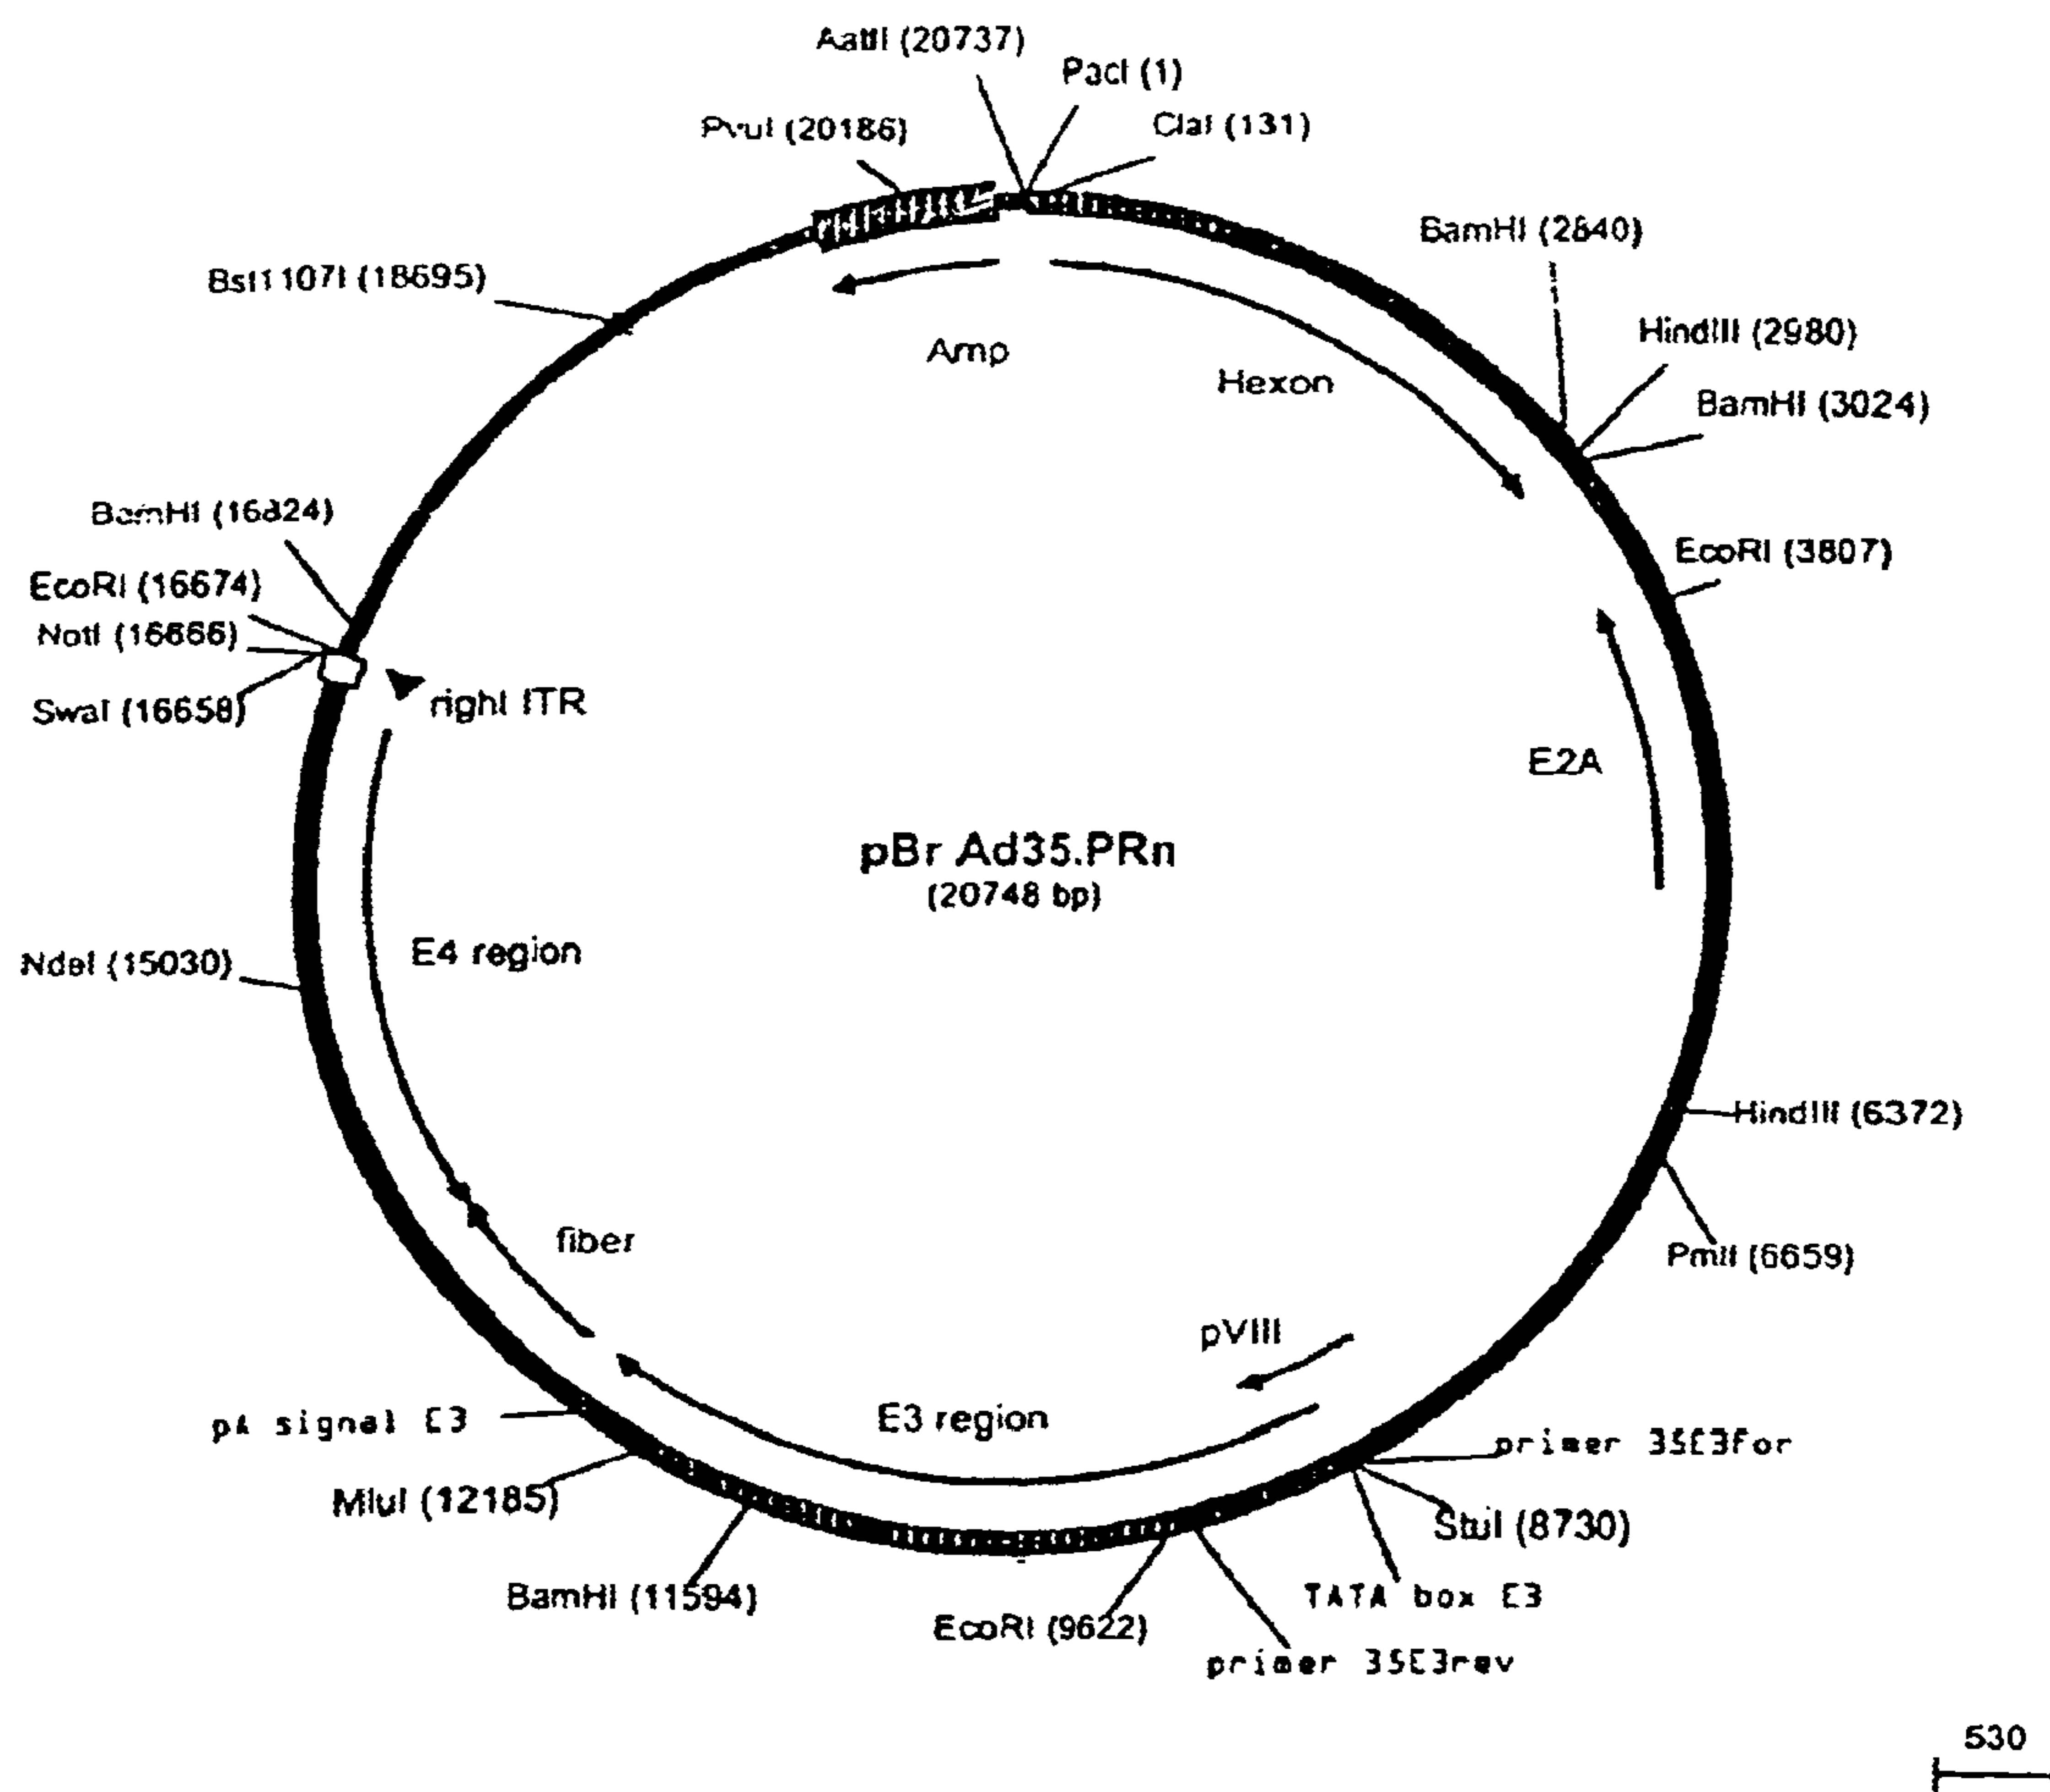 AatII (20737)
PacI (1)
PvuI (20186)
ClaI (131)
BamHI (2840)
Bst1107I (18695)
HindIII (2980)
Amp
Hexon
BamHI (3024)
BamHI (16824)
EcoRI (3807)
EcoRI (16674)
NotI (16666)
right ITR
SwaI (16658)
E2A
pBr Ad35.PRn
(20748 bp)
E4 region
NdeI (15030)
HindIII (6372)
fiber
PmlI (6659)
pVIII
E3 region
pA signal E3
primer 35E3for
MluI (12185)
StuI (8730)
BamHI (11594)
TATA box E3
EcoRI (9622)
primer 35E3rev
530